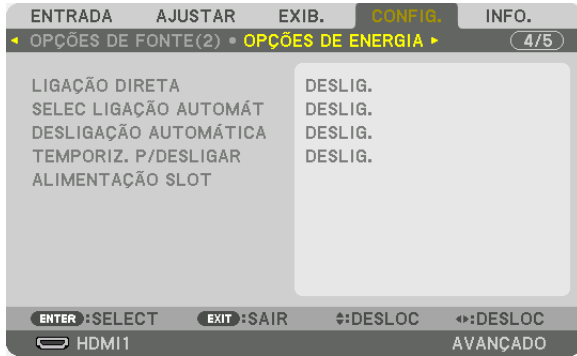 ENTRADA AJUSTAR EXIB. CONFIG. INFO.
◂ OPÇÕES DE FONTE(2) • OPÇÕES DE ENERGIA ▸ 4/5
LIGAÇÃO DIRETA DESLIG.
SELEC LIGAÇÃO AUTOMÁT DESLIG.
DESLIGAÇÃO AUTOMÁTICA DESLIG.
TEMPORIZ. P/DESLIGAR DESLIG.
ALIMENTAÇÃO SLOT
ENTER :SELECT EXIT :SAIR ♦:DESLOC ◂▸:DESLOC
HDMI1 AVANÇADO